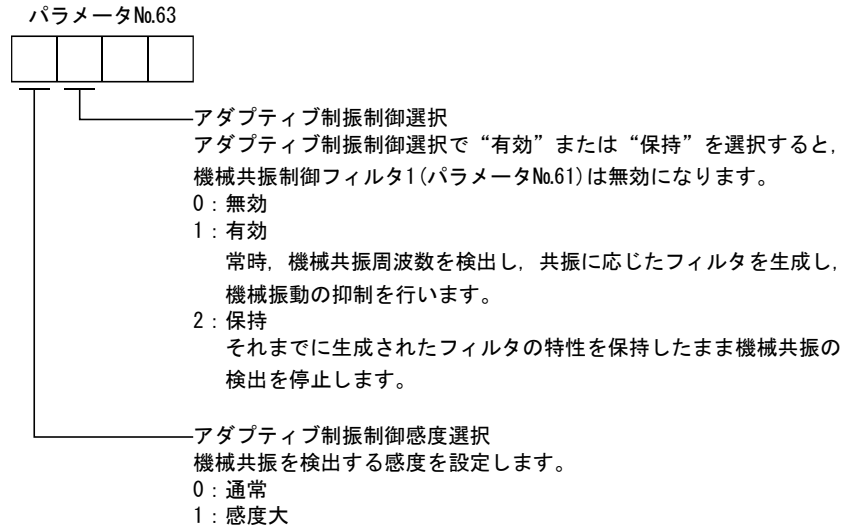 パラメータ№63
アダプティブ制振制御選択
アダプティブ制振制御選択で“有効”または“保持”を選択すると,
機械共振制御フィルタ1(パラメータ№61)は無効になります。
0：無効
1：有効
常時, 機械共振周波数を検出し, 共振に応じたフィルタを生成し,
機械振動の抑制を行います。
2：保持
それまでに生成されたフィルタの特性を保持したまま機械共振の
検出を停止します。
アダプティブ制振制御感度選択
機械共振を検出する感度を設定します。
0：通常
1：感度大